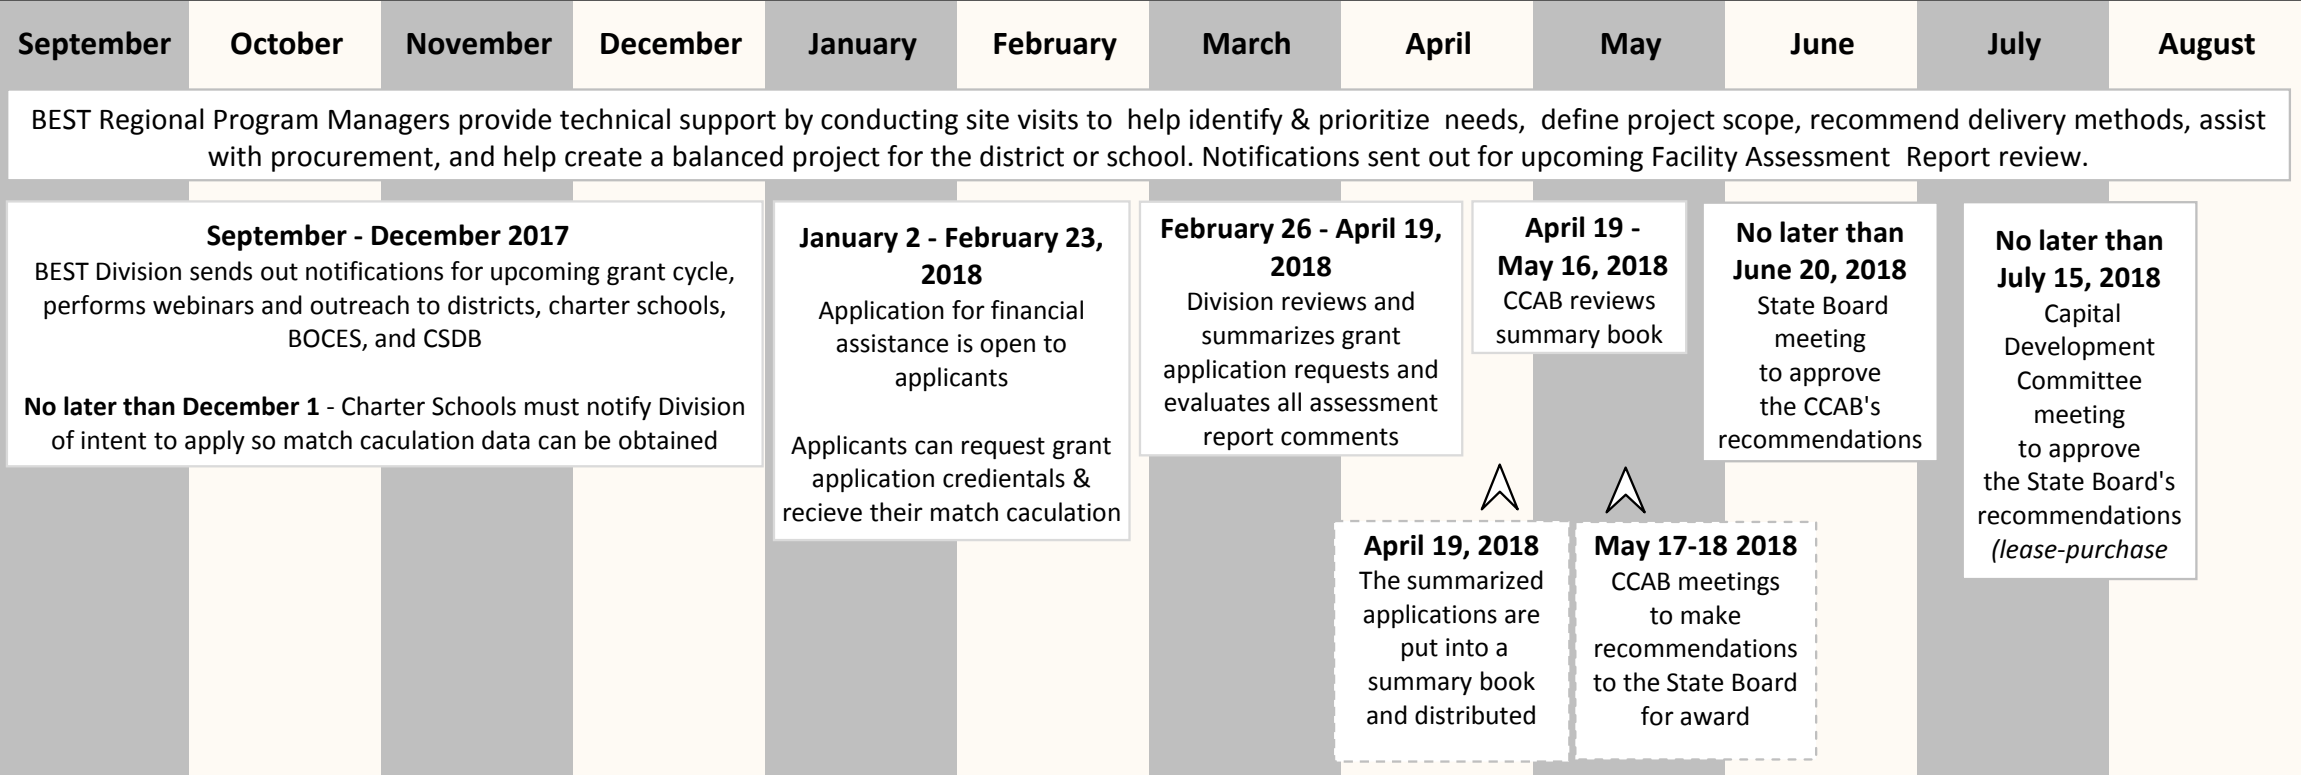 September October November December January February March April May June July August
BEST Regional Program Managers provide technical support by conducting site visits to help identify & prioritize needs, define project scope, recommend delivery methods, assist
with procurement, and help create a balanced project for the district or school. Notifications sent out for upcoming Facility Assessment Report review.
September - December 2017
BEST Division sends out notifications for upcoming grant cycle,
performs webinars and outreach to districts, charter schools,
BOCES, and CSDB
No later than December 1 - Charter Schools must notify Division
of intent to apply so match caculation data can be obtained
January 2 - February 23,
2018
Application for financial
assistance is open to
applicants
Applicants can request grant
application credientals &
recieve their match caculation
February 26 - April 19,
2018
Division reviews and
summarizes grant
application requests and
evaluates all assessment
report comments
April 19 -
May 16, 2018
CCAB reviews
summary book
No later than
June 20, 2018
State Board
meeting
to approve
the CCAB's
recommendations
No later than
July 15, 2018
Capital
Development
Committee
meeting
to approve
the State Board's
recommendations
(lease-purchase
April 19, 2018
The summarized
applications are
put into a
summary book
and distributed
May 17-18 2018
CCAB meetings
to make
recommendations
to the State Board
for award